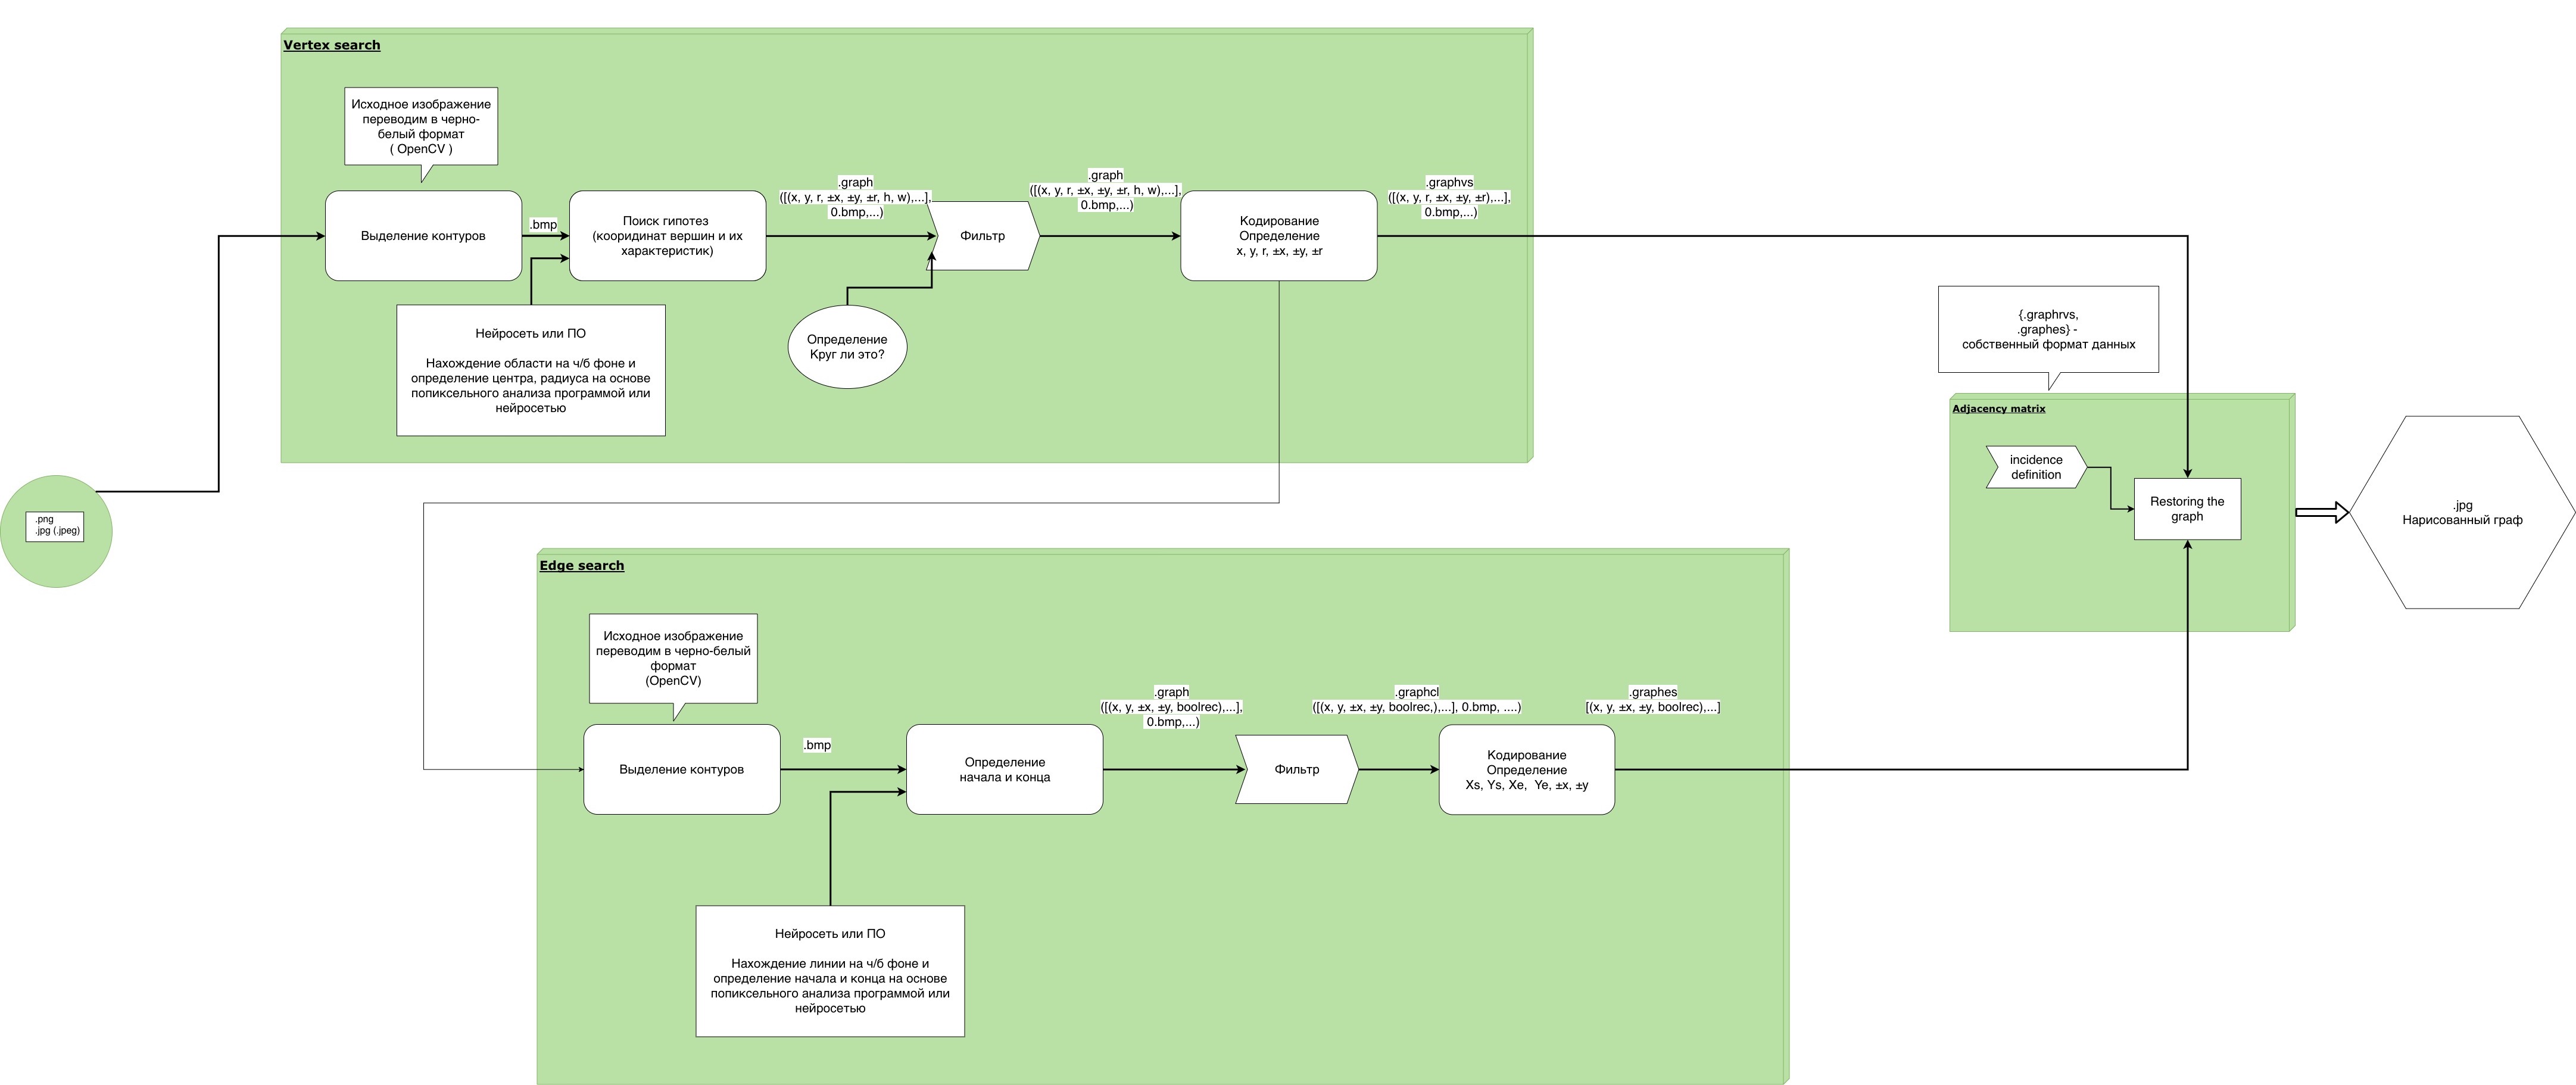 Vertex search
Исходное изображение
переводим в черно-
белый формат
( OpenCV )
Выделение контуров
.bmp
Поиск гипотез
(кооридинат вершин и их
характеристик)
Нейросеть или ПО
Нахождение области на ч/б фоне и
определение центра, радиуса на основе
попиксельного анализа программой или
нейросетью
.graph
([(x, y, r, ±x, ±y, ±r, h, w),...],
0.bmp,...)
Фильтр
Определение
Круг ли это?
.graph
([(x, y, r, ±x, ±y, ±r, h, w),...],
0.bmp,...)
Кодирование
Определение
x, y, r, ±x, ±y, ±r
.graphvs
([(x, y, r, ±x, ±y, ±r),...],
0.bmp,...)
.png
.jpg (.jpeg)
Edge search
Исходное изображение
переводим в черно-белый
формат
(OpenCV)
Выделение контуров
.bmp
Определение
начала и конца
Нейросеть или ПО
Нахождение линии на ч/б фоне и
определение начала и конца на основе
попиксельного анализа программой или
нейросетью
.graph
([(x, y, ±x, ±y, boolrec),...],
0.bmp,...)
Фильтр
.graphcl
([(x, y, ±x, ±y, boolrec,),...], 0.bmp, ....)
Кодирование
Определение
Xs, Ys, Xe, Ye, ±x, ±y
.graphes
[(x, y, ±x, ±y, boolrec),...]
{.graphrvs,
.graphes} -
собственный формат данных
Adjacency matrix
incidence
definition
Restoring the
graph
.jpg
Нарисованный граф